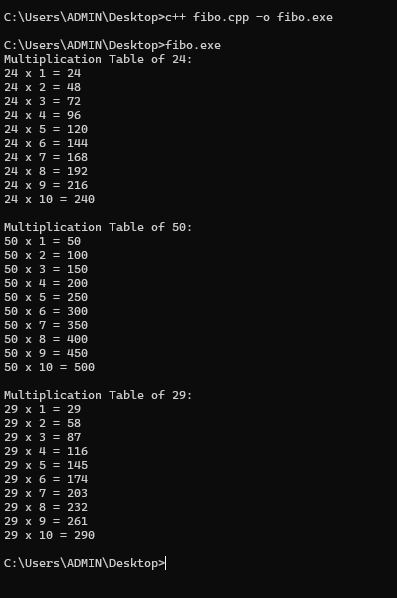 C:\Users\ADMIN\Desktop>c++ fibo.cpp -o fibo.exe
C:\Users\ADMIN\Desktop>fibo.exe
Multiplication Table of 24:
24 x 1 = 24
24 x 2 = 48
24 x 3 = 72
24 x 4 = 96
24 x 5 = 120
24 x 6 = 144
24 x 7 = 168
24 x 8 = 192
24 x 9 = 216
24 x 10 = 240
Multiplication Table of 50:
50 x 1 = 50
50 x 2 = 100
50 x 3 = 150
50 x 4 = 200
50 x 5 = 250
50 x 6 = 300
50 x 7 = 350
50 x 8 = 400
50 x 9 = 450
50 x 10 = 500
Multiplication Table of 29:
29 x 1 = 29
29 x 2 = 58
29 x 3 = 87
29 x 4 = 116
29 x 5 = 145
29 x 6 = 174
29 x 7 = 203
29 x 8 = 232
29 x 9 = 261
29 x 10 = 290
C:\Users\ADMIN\Desktop>